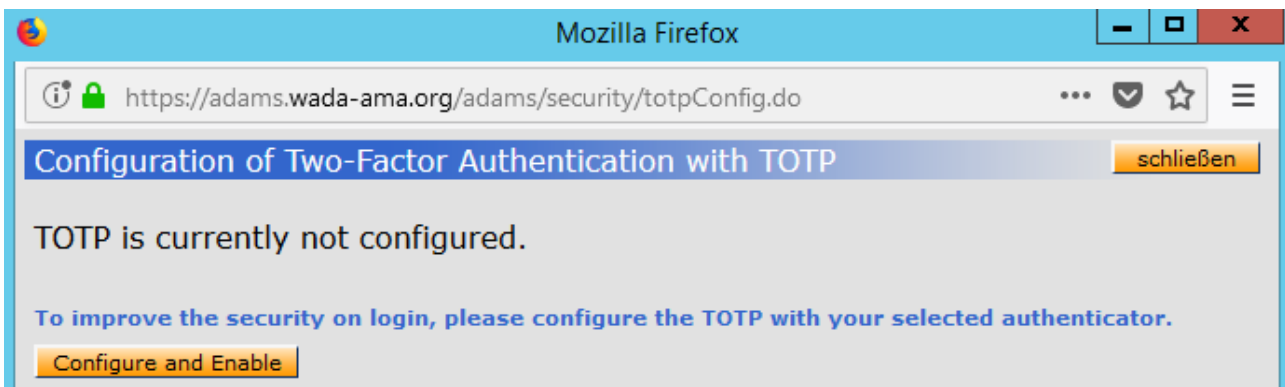 Mozilla Firefox
https://adams.wada-ama.org/adams/security/totpConfig.do
Configuration of Two-Factor Authentication with TOTP
schließen
TOTP is currently not configured.
To improve the security on login, please configure the TOTP with your selected authenticator.
Configure and Enable